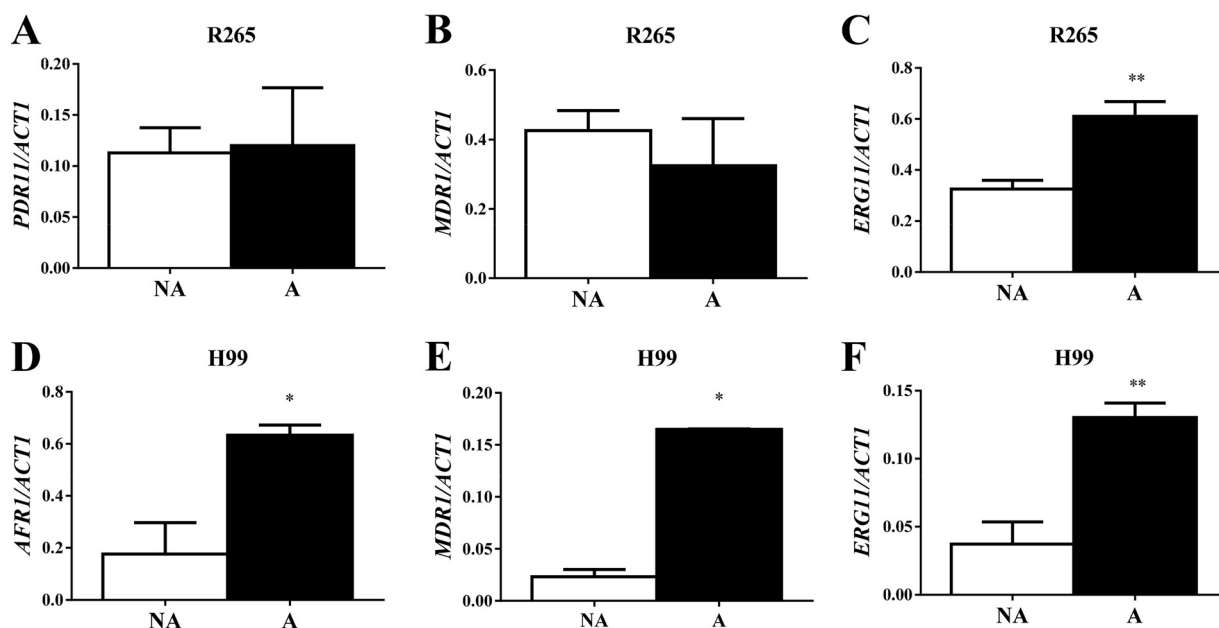 A
R265
PDR11/ACT1
0.20
0.15
0.10
0.05
0.00
NA
A
B
R265
MDR1/ACT1
0.6
0.4
0.2
0.0
NA
A
C
R265
ERG11/ACT1
0.8
0.6
0.4
0.2
0.0
**
NA
A
D
H99
AFR1/ACT1
0.8
0.6
0.4
0.2
0.0
*
NA
A
E
H99
MDR1/ACT1
0.20
0.15
0.10
0.05
0.00
*
NA
A
F
H99
ERG11/ACT1
0.15
0.10
0.05
0.00
**
NA
A